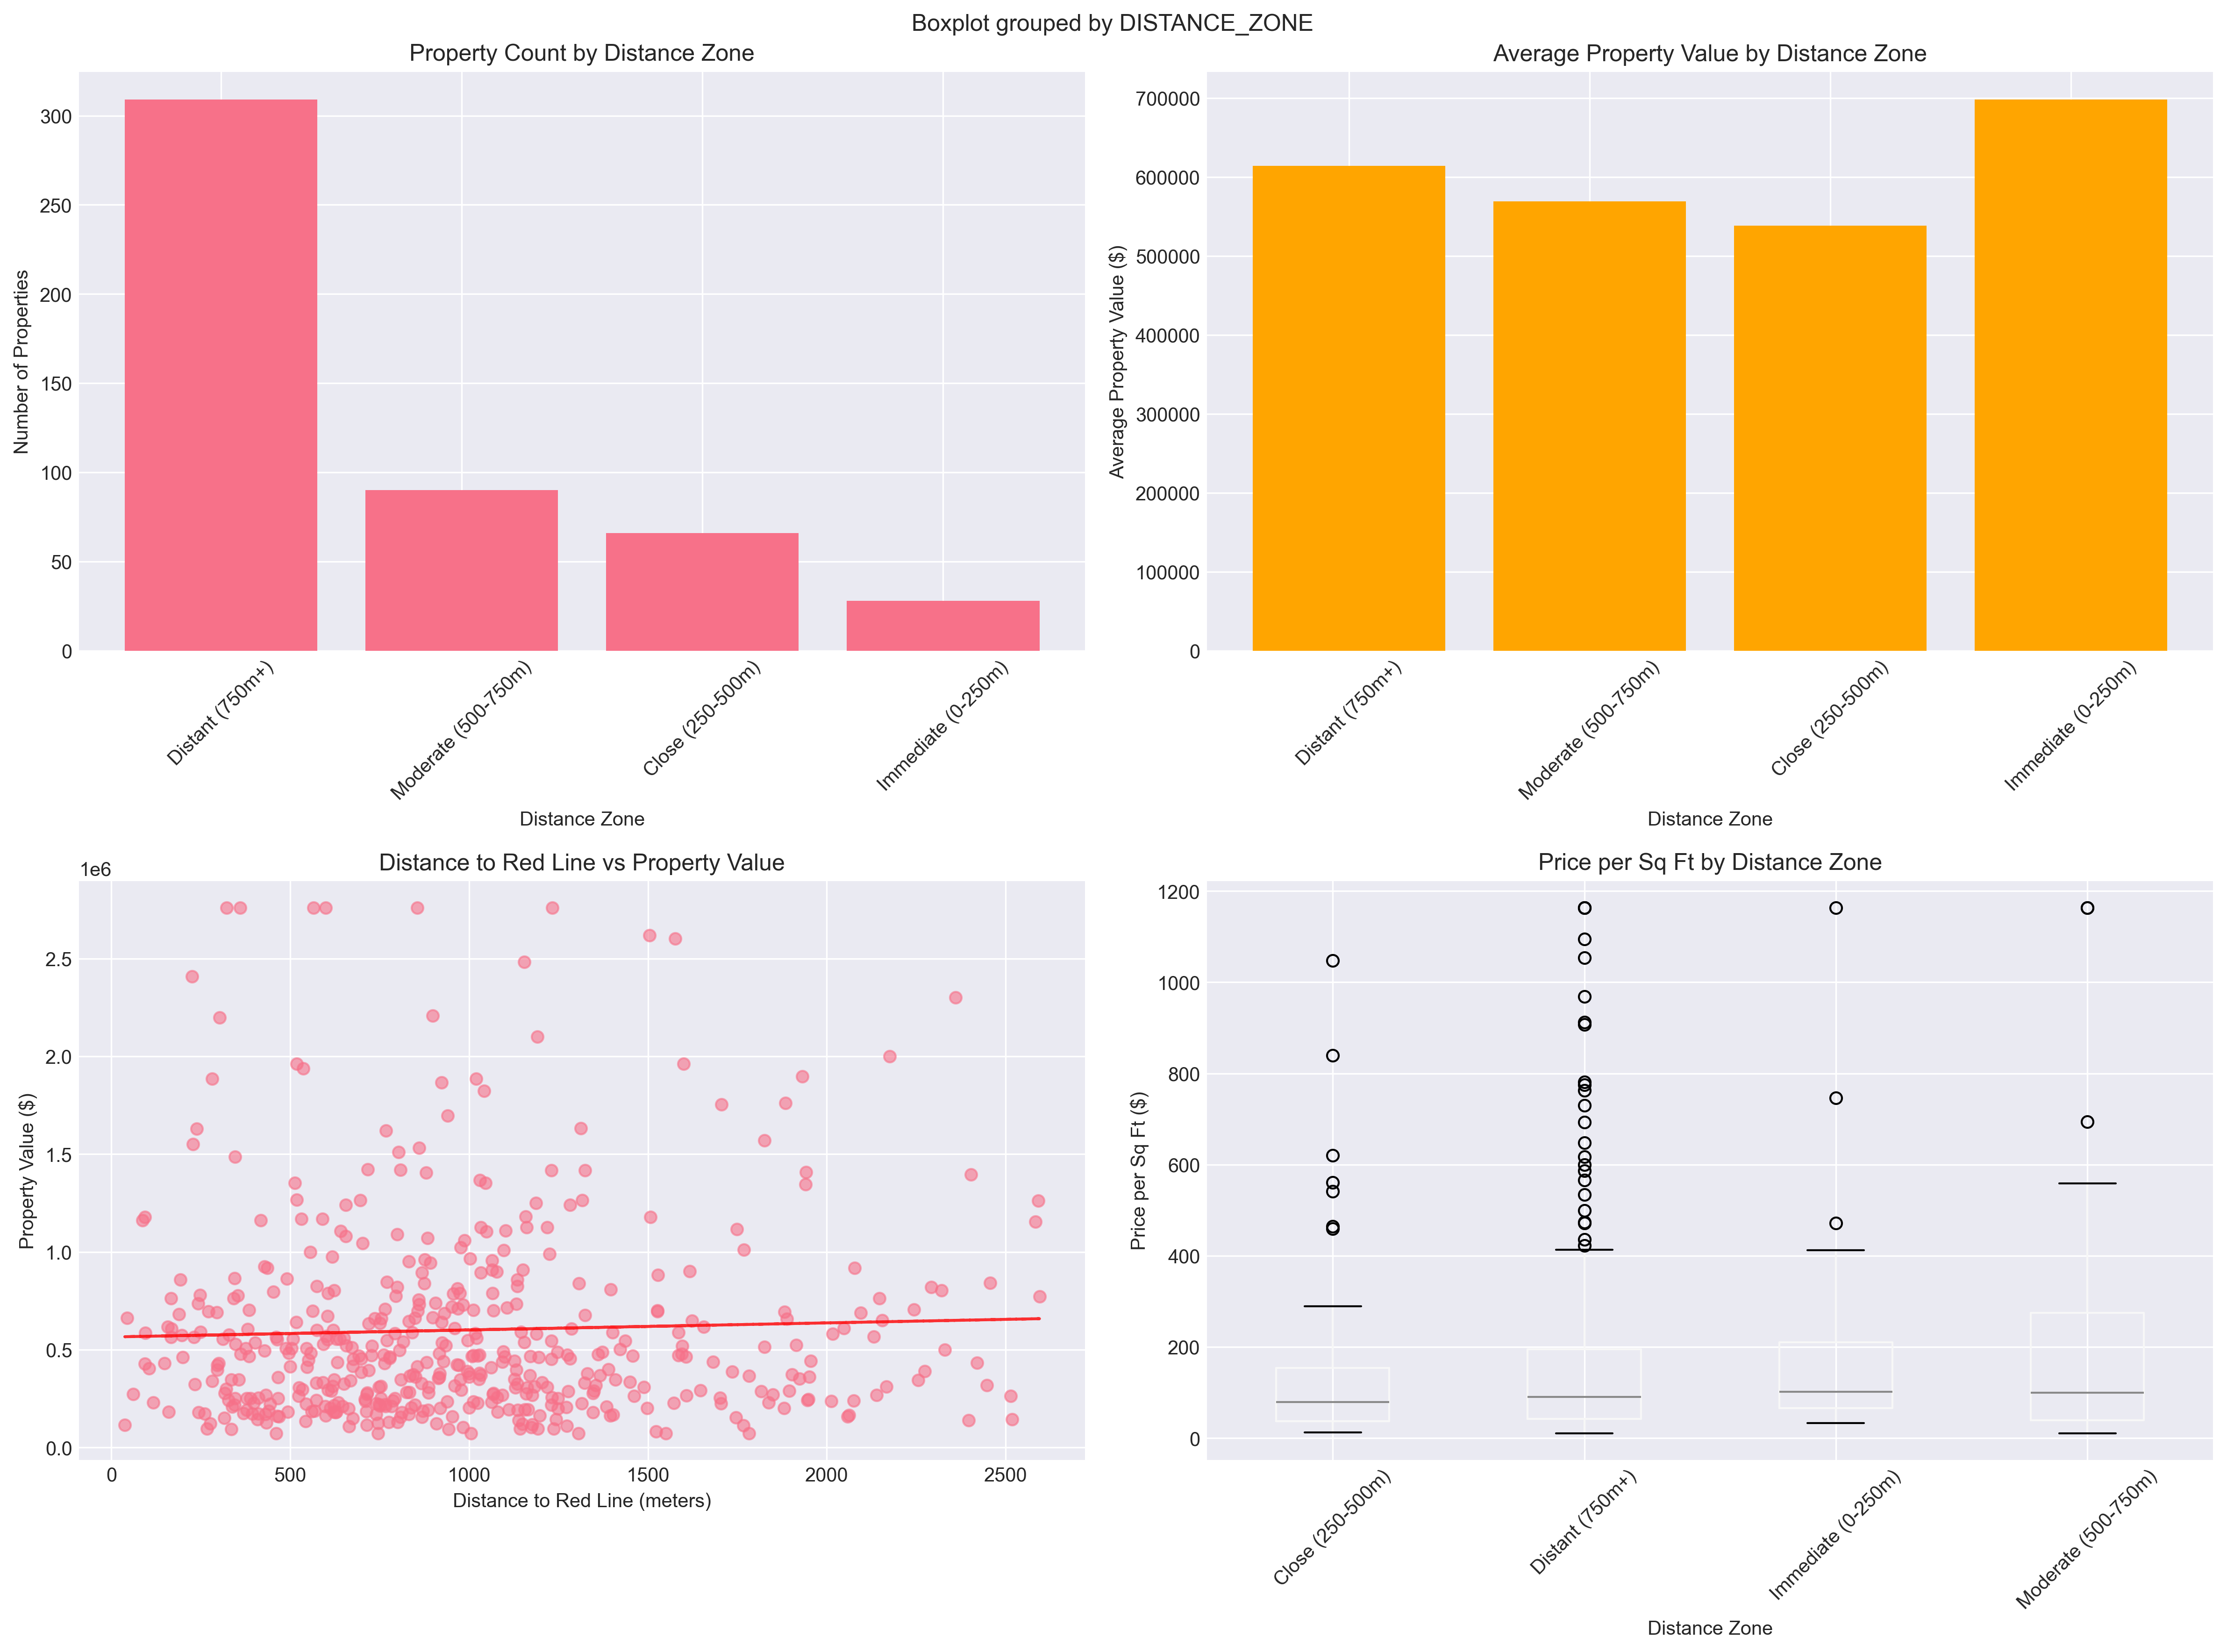 Boxplot grouped by DISTANCE_ZONE
Property Count by Distance Zone
Number of Properties
300
250
200
150
100
50
0
Distant (750m+)
Moderate (500-750m)
Close (250-500m)
Immediate (0-250m)
Distance Zone
Average Property Value by Distance Zone
Average Property Value ($)
700000
600000
500000
400000
300000
200000
100000
0
Distant (750m+)
Moderate (500-750m)
Close (250-500m)
Immediate (0-250m)
Distance Zone
Distance to Red Line vs Property Value
1e6
Property Value ($)
2.5
2.0
1.5
1.0
0.5
0.0
0
500
1000
1500
2000
2500
Distance to Red Line (meters)
Price per Sq Ft by Distance Zone
Price per Sq Ft ($)
1200
1000
800
600
400
200
0
Close (250-500m)
Distant (750m+)
Immediate (0-250m)
Moderate (500-750m)
Distance Zone